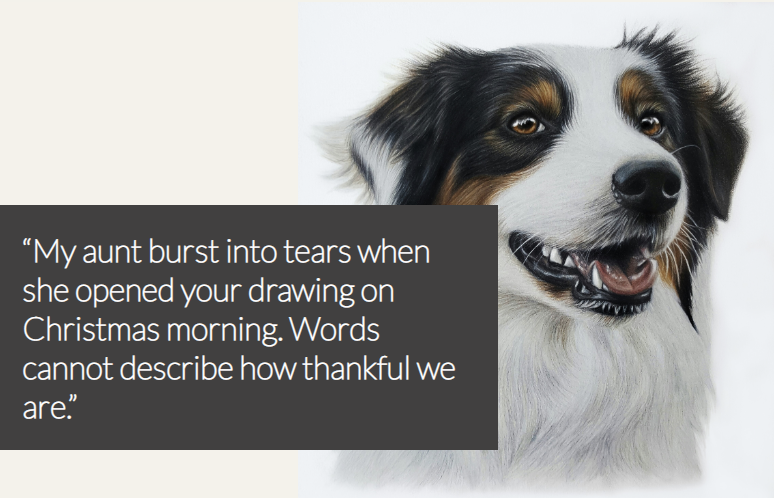 “My aunt burst into tears when
she opened your drawing on
Christmas morning. Words
cannot describe how thankful we
are.”